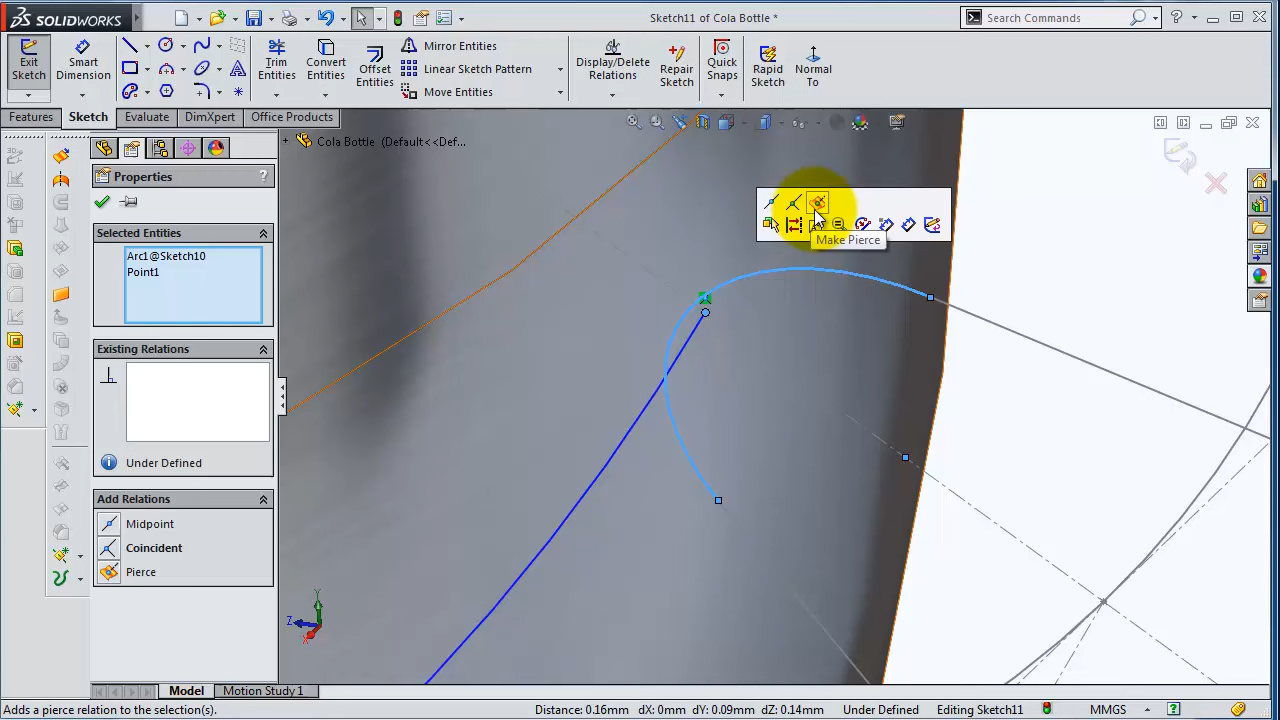 SOLIDWORKS
Sketch11 of Cola Bottle *
Search Commands
Exit Sketch
Smart Dimension
Trim Entities
Convert Entities
Offset Entities
Mirror Entities
Linear Sketch Pattern
Move Entities
Display/Delete Relations
Repair Sketch
Quick Snaps
Rapid Sketch
Normal To
Features
Sketch
Evaluate
DimXpert
Office Products
Cola Bottle (Default<<Def...
Properties
?
Selected Entities
Arc1@Sketch10
Point1
Existing Relations
Under Defined
Add Relations
Midpoint
Coincident
Pierce
Make Pierce
Y
Z
X
Model
Motion Study 1
Adds a pierce relation to the selection(s).
Distance: 0.16mm dX: 0mm dY: 0.09mm dZ: 0.14mm
Under Defined
Editing Sketch11
MMGS